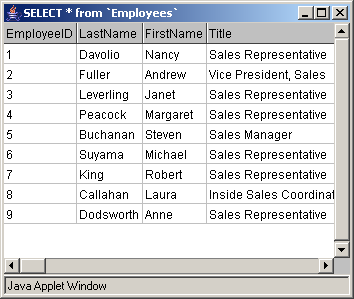 SELECT * from `Employees`
EmployeeID LastName FirstName Title
1 Davolio Nancy Sales Representative
2 Fuller Andrew Vice President, Sales
3 Leverling Janet Sales Representative
4 Peacock Margaret Sales Representative
5 Buchanan Steven Sales Manager
6 Suyama Michael Sales Representative
7 King Robert Sales Representative
8 Callahan Laura Inside Sales Coordinat
9 Dodsworth Anne Sales Representative
Java Applet Window